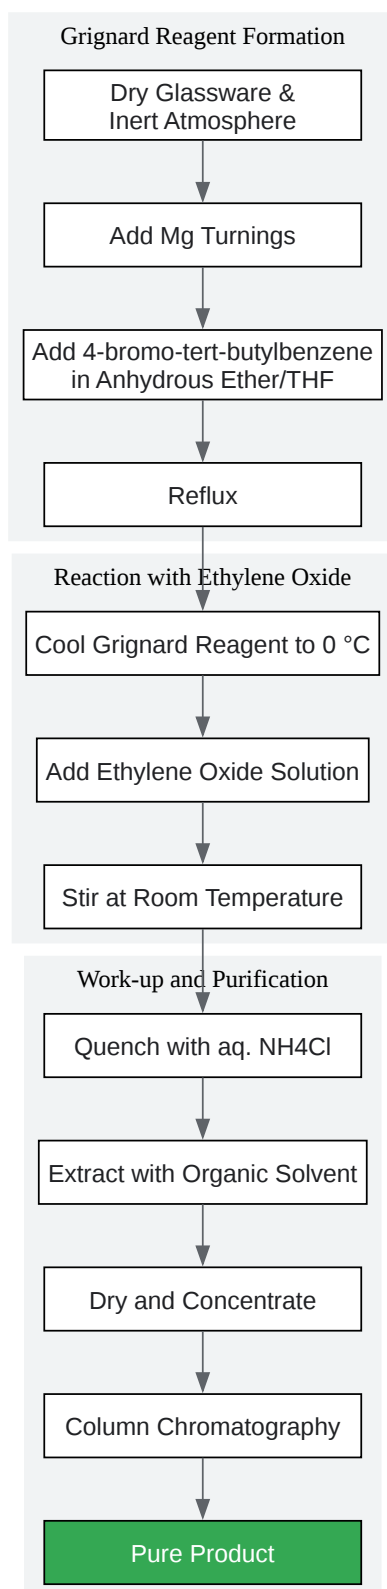 Grignard Reagent Formation
Dry Glassware &
Inert Atmosphere
Add Mg Turnings
Add 4-bromo-tert-butylbenzene
in Anhydrous Ether/THF
Reflux
Reaction with Ethylene Oxide
Cool Grignard Reagent to 0 °C
Add Ethylene Oxide Solution
Stir at Room Temperature
Work-up and Purification
Quench with aq. NH4Cl
Extract with Organic Solvent
Dry and Concentrate
Column Chromatography
Pure Product